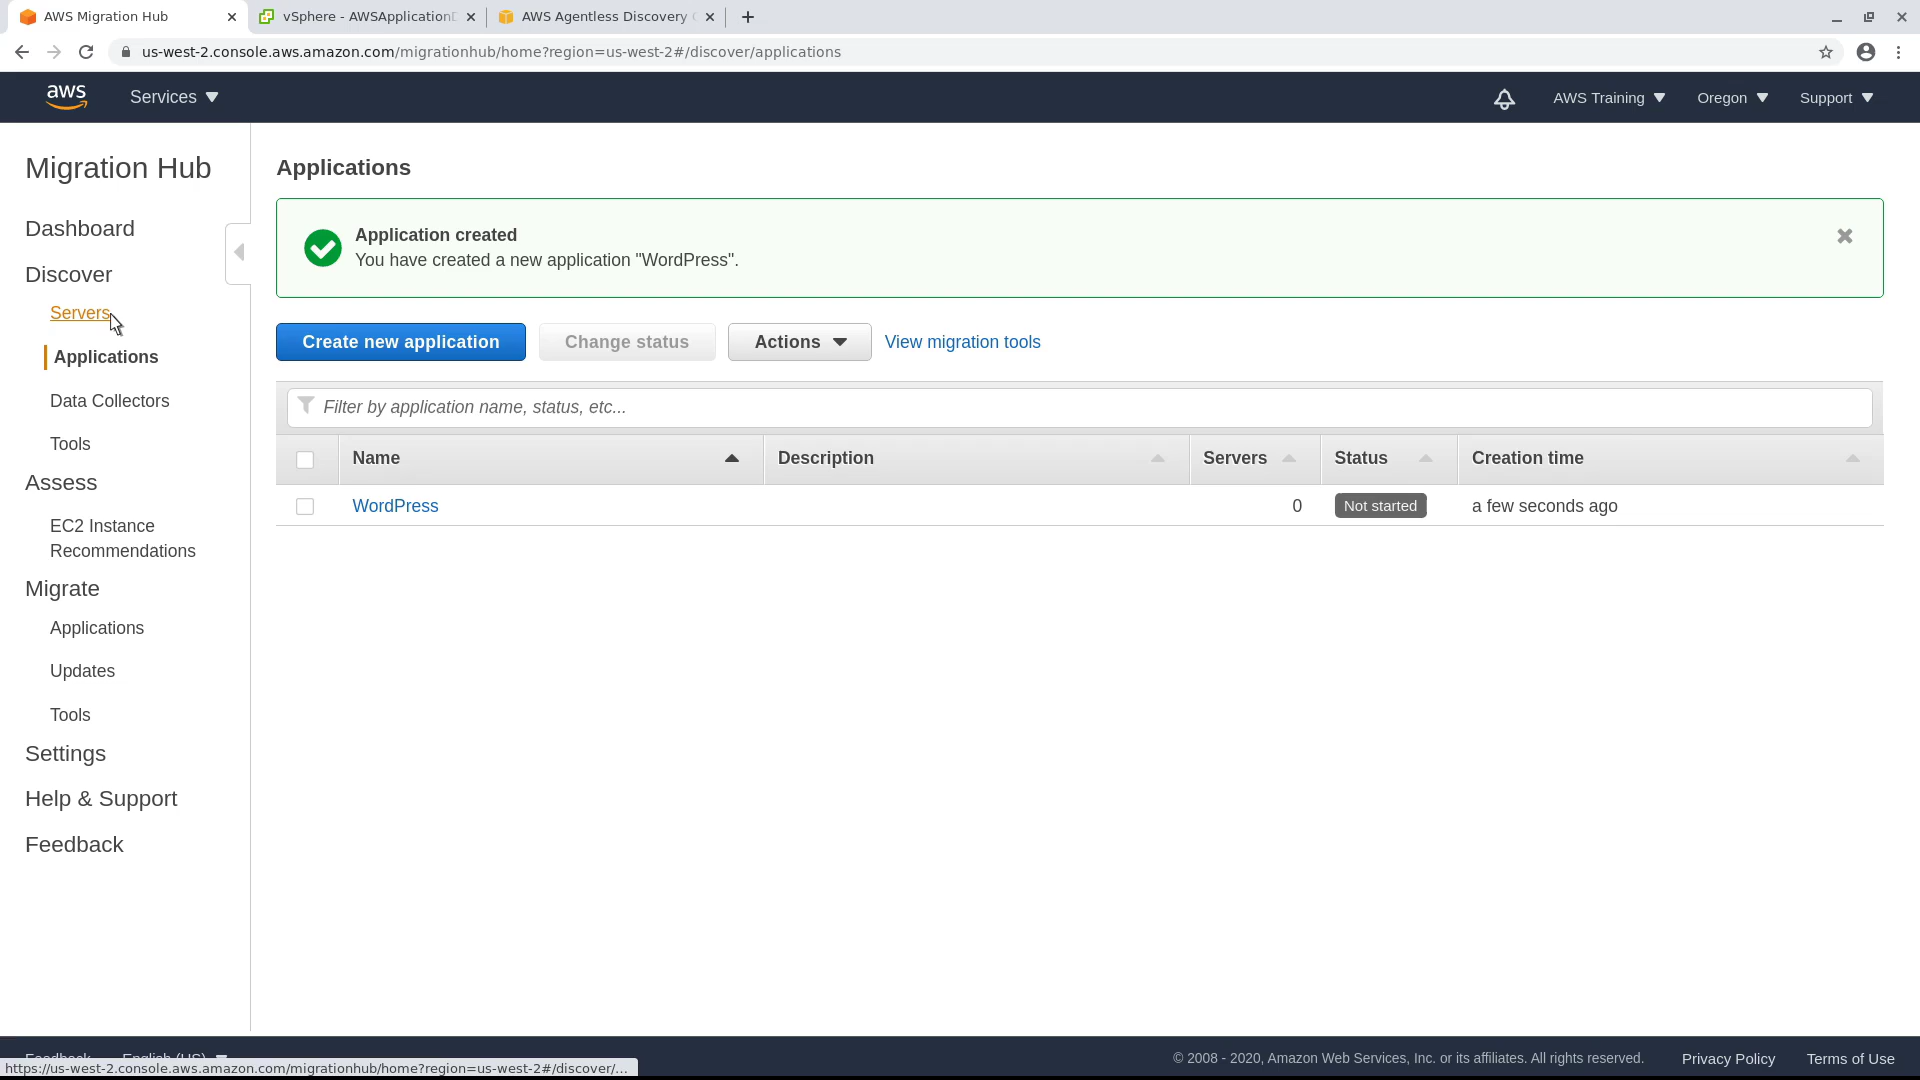 AWS Migration Hub
vSphere - AWSApplicationD
AWS Agentless Discovery
us-west-2.console.aws.amazon.com/migrationhub/home?region=us-west-2#/discover/applications
aws
Services
AWS Training
Oregon
Support
Migration Hub
Dashboard
Discover
Servers
Applications
Data Collectors
Tools
Assess
EC2 Instance
Recommendations
Migrate
Applications
Updates
Tools
Settings
Help & Support
Feedback
Applications
Application created
You have created a new application "WordPress".
Create new application
Change status
Actions
View migration tools
Filter by application name, status, etc...
Name Description Servers Status Creation time
WordPress 0 Not started a few seconds ago
Feedback English (US)
© 2008 - 2020, Amazon Web Services, Inc. or its affiliates. All rights reserved. Privacy Policy Terms of Use
https://us-west-2.console.aws.amazon.com/migrationhub/home?region=us-west-2#/discover/...